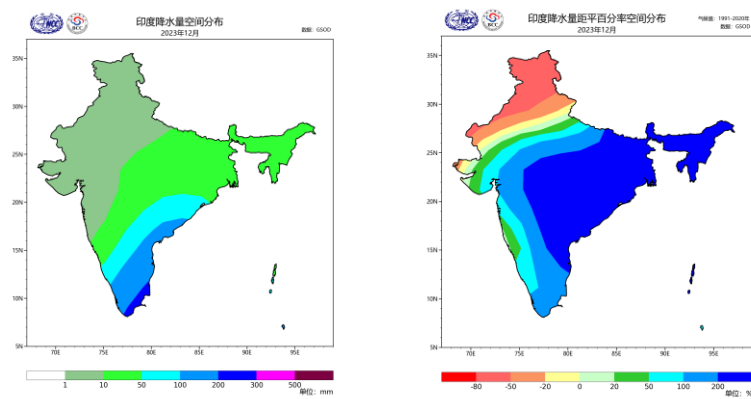 NCC
BCC
印度降水量空间分布
2023年12月
数据：GSOD
35N
30N
25N
20N
15N
10N
5N
70E 75E 80E 85E 90E 95E
1 10 50 100 200 300 500
单位：mm
NCC
BCC
印度降水量距平百分率空间分布
2023年12月
气候值：1991-2020年
数据：GSOD
35N
30N
25N
20N
15N
10N
5N
70E 75E 80E 85E 90E 95E
-80 -50 -20 0 20 50 100 200
单位：%